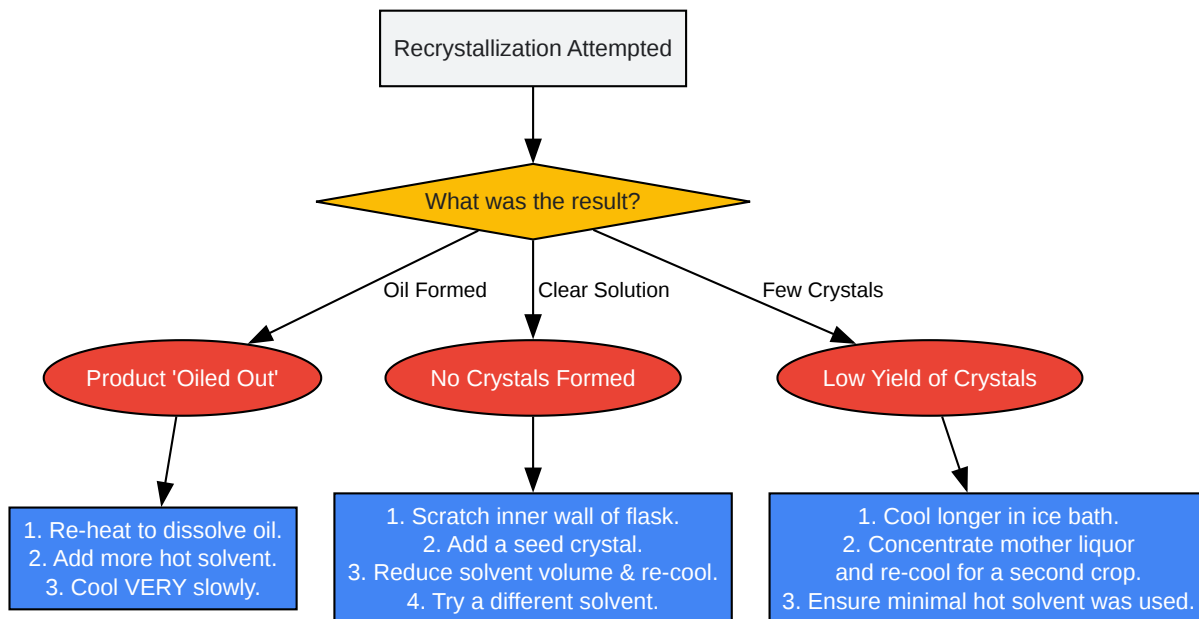 Recrystallization Attempted
What was the result?
Oil Formed
Clear Solution
Few Crystals
Product 'Oiled Out'
No Crystals Formed
Low Yield of Crystals
1. Re-heat to dissolve oil.
2. Add more hot solvent.
3. Cool VERY slowly.
1. Scratch inner wall of flask.
2. Add a seed crystal.
3. Reduce solvent volume & re-cool.
4. Try a different solvent.
1. Cool longer in ice bath.
2. Concentrate mother liquor
and re-cool for a second crop.
3. Ensure minimal hot solvent was used.